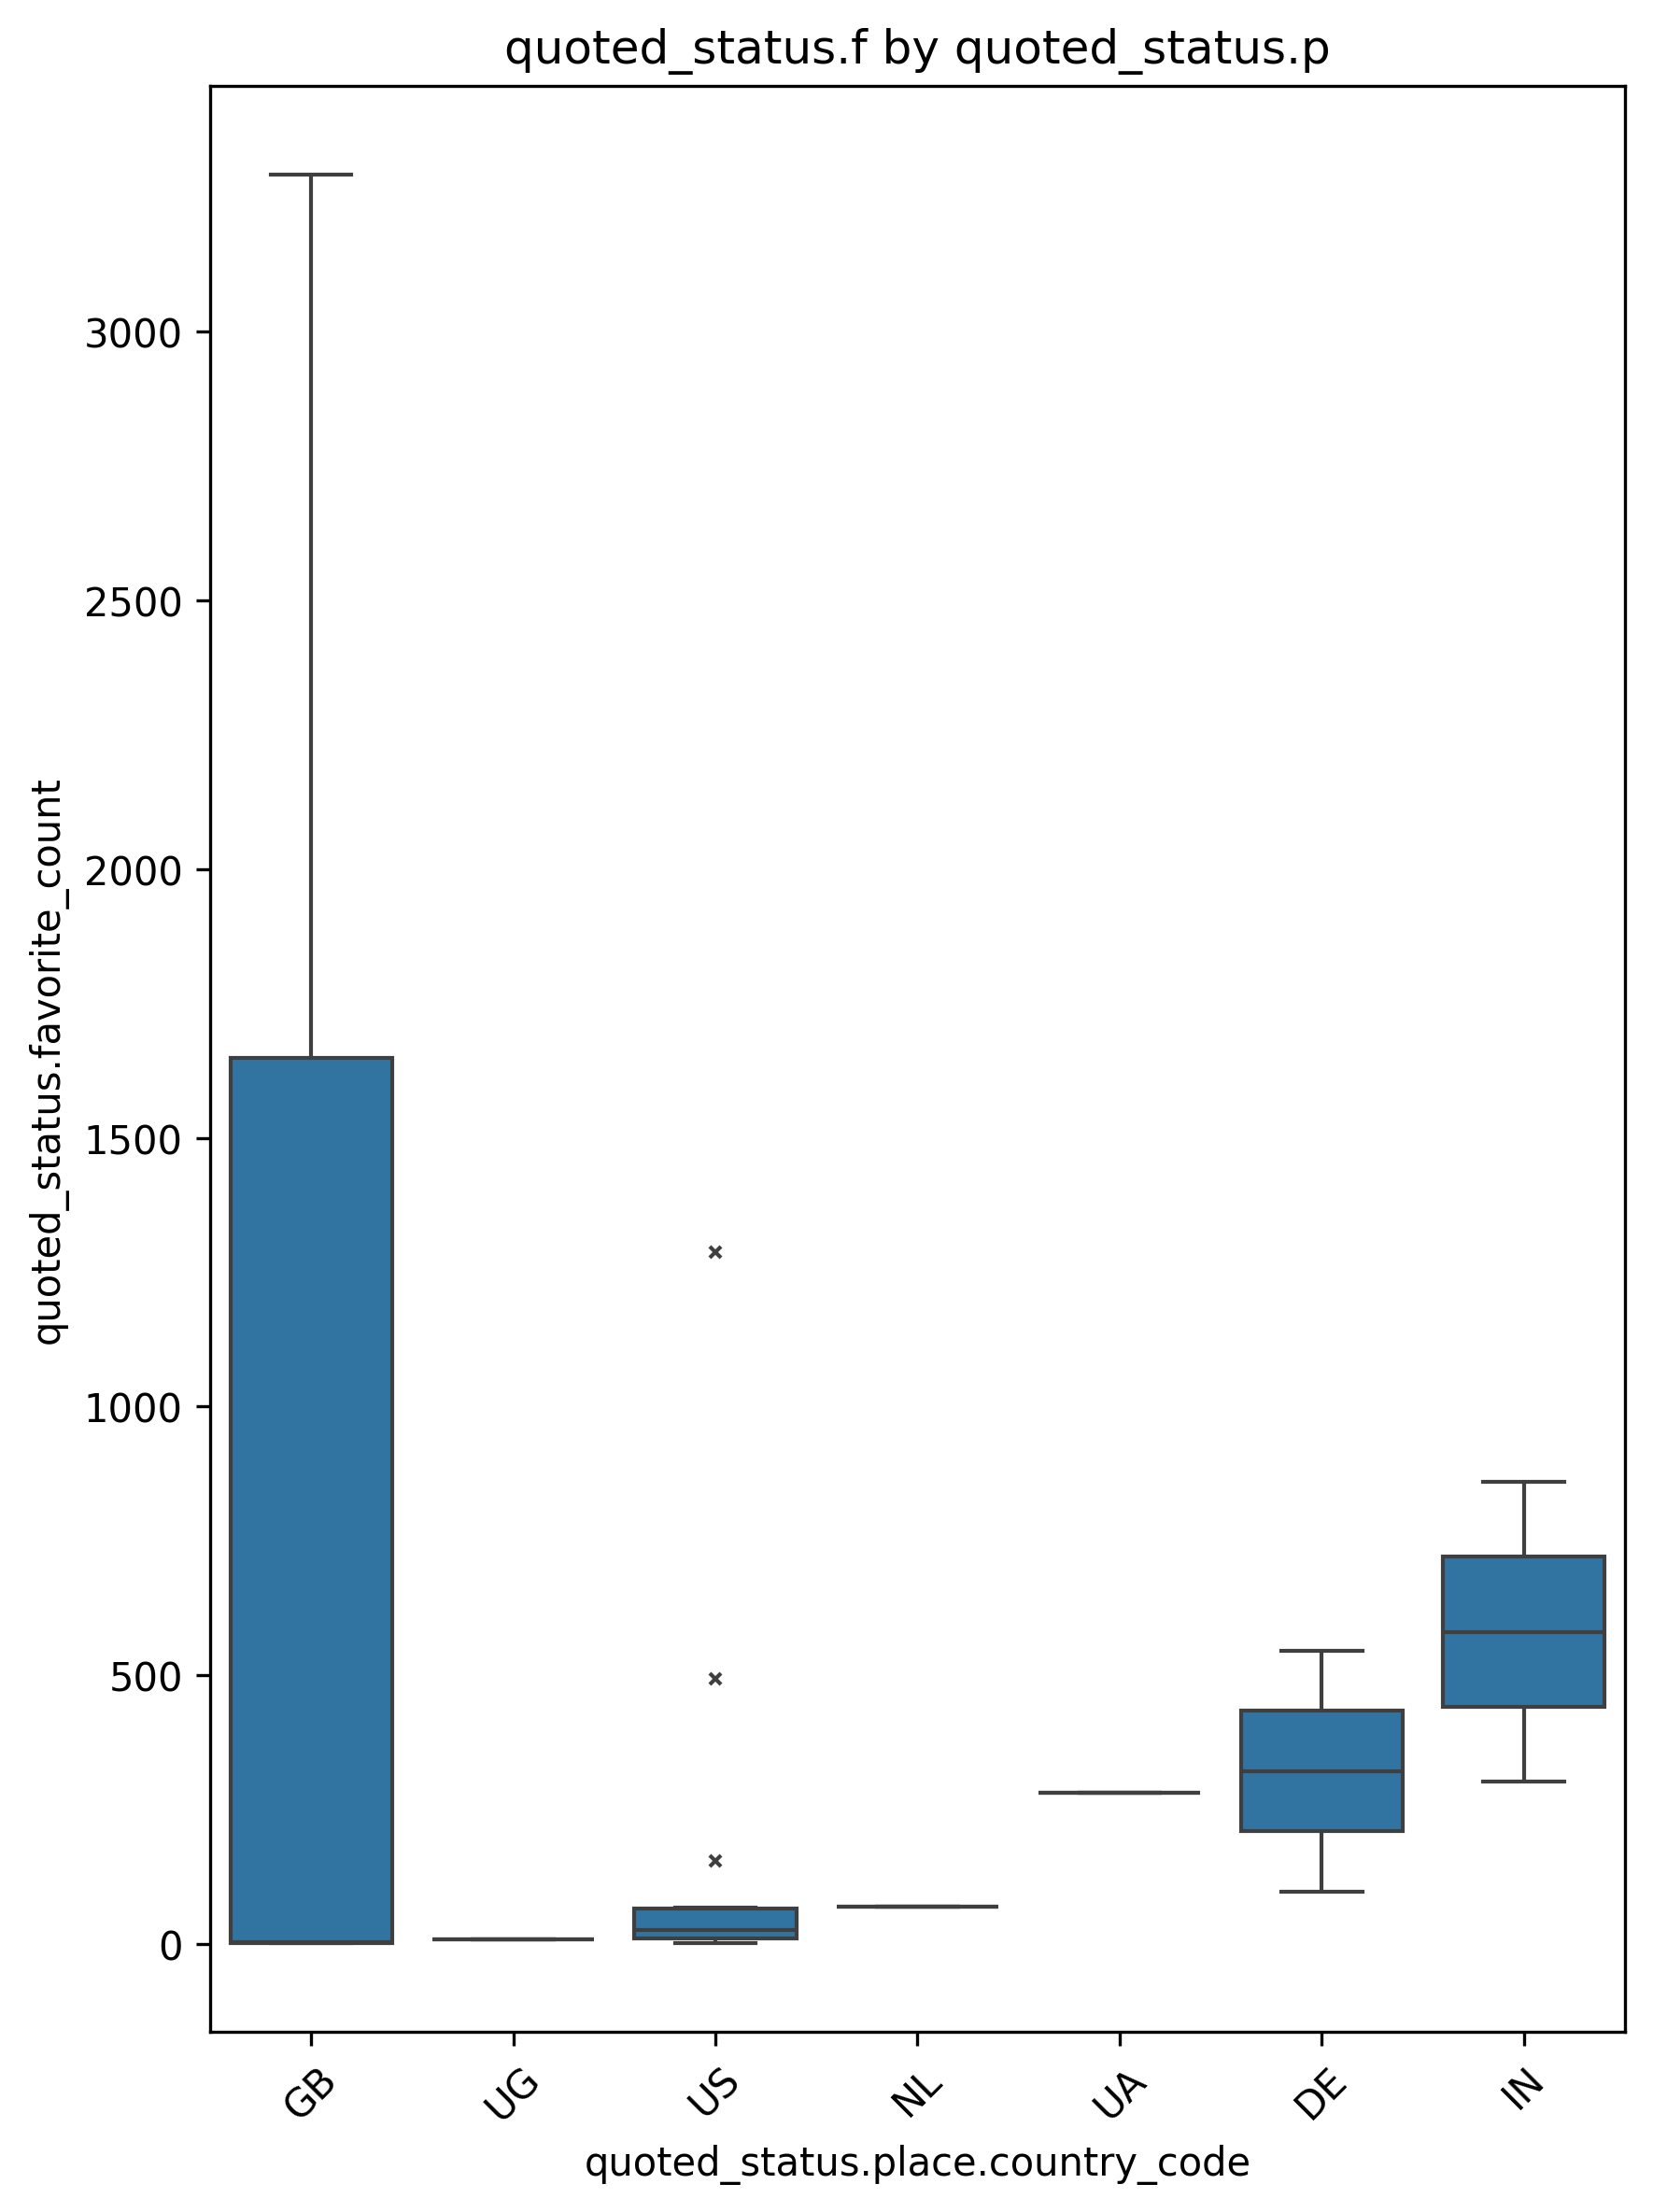 quoted_status.f by quoted_status.p
quoted_status.favorite_count
3000
2500
2000
1500
1000
500
0
GB
UG
US
NL
UA
DE
IN
quoted_status.place.country_code